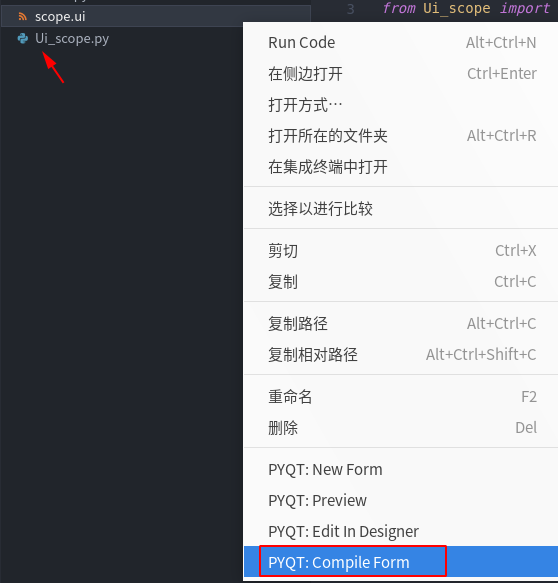 scope.ui
Ui_scope.py
3 from Ui_scope import
Run Code Alt+Ctrl+N
在侧边打开 Ctrl+Enter
打开方式…
打开所在的文件夹 Alt+Ctrl+R
在集成终端中打开
选择以进行比较
剪切 Ctrl+X
复制 Ctrl+C
复制路径 Alt+Ctrl+C
复制相对路径 Alt+Ctrl+Shift+C
重命名 F2
删除 Del
PYQT: New Form
PYQT: Preview
PYQT: Edit In Designer
PYQT: Compile Form